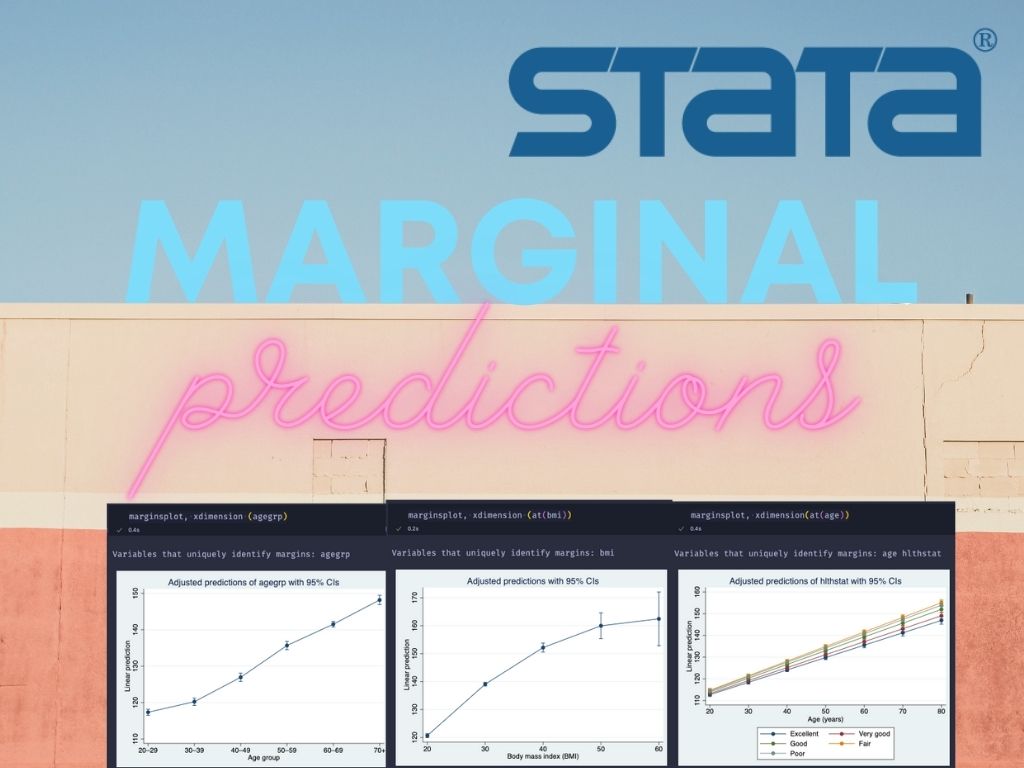 STATA®
MARGINAL
predictions
marginsplot, xdimension (agegrp)
✓ 0.4s
Variables that uniquely identify margins: agegrp
Adjusted predictions of agegrp with 95% CIs
Linear prediction
150
140
130
120
110
20–29 30–39 40–49 50–59 60–69 70+
Age group
marginsplot, xdimension (at(bmi))
✓ 0.2s
Variables that uniquely identify margins: bmi
Adjusted predictions with 95% CIs
Linear prediction
170
160
150
140
130
120
20 30 40 50 60
Body mass index (BMI)
marginsplot, xdimension(at(age))
✓ 0.4s
Variables that uniquely identify margins: age hlthstat
Adjusted predictions of hlthstat with 95% CIs
Linear prediction
160
150
140
130
120
110
20 30 40 50 60 70 80
Age (years)
Excellent Very good
Good Fair
Poor